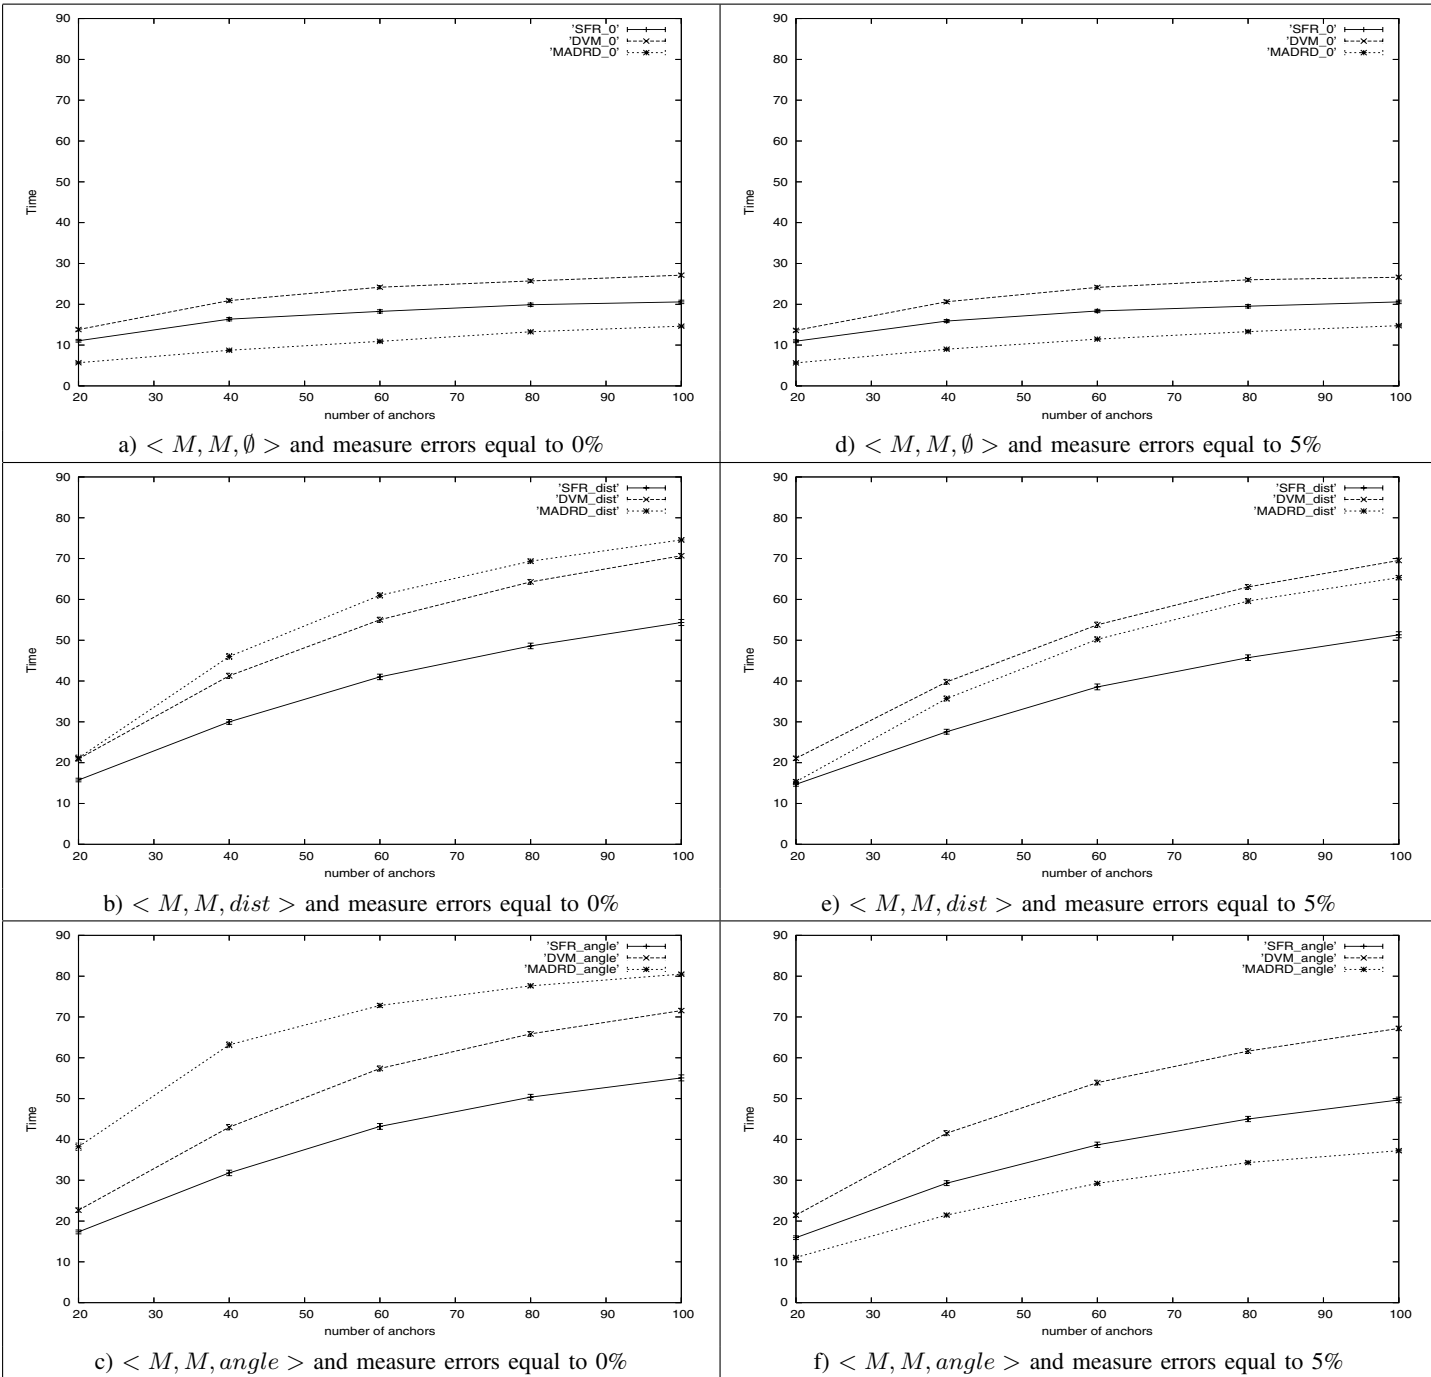 90
80
70
60
50
40
30
20
10
0
Time
'SFR_0'
'DVM_0'
'MADRD_0'
20 30 40 50 60 70 80 90 100
number of anchors
a) < M, M, ∅ > and measure errors equal to 0%
90
80
70
60
50
40
30
20
10
0
Time
'SFR_0'
'DVM_0'
'MADRD_0'
20 30 40 50 60 70 80 90 100
number of anchors
d) < M, M, ∅ > and measure errors equal to 5%
90
80
70
60
50
40
30
20
10
0
Time
'SFR_dist'
'DVM_dist'
'MADRD_dist'
20 30 40 50 60 70 80 90 100
number of anchors
b) < M, M, dist > and measure errors equal to 0%
90
80
70
60
50
40
30
20
10
0
Time
'SFR_dist'
'DVM_dist'
'MADRD_dist'
20 30 40 50 60 70 80 90 100
number of anchors
e) < M, M, dist > and measure errors equal to 5%
90
80
70
60
50
40
30
20
10
0
Time
'SFR_angle'
'DVM_angle'
'MADRD_angle'
20 30 40 50 60 70 80 90 100
number of anchors
c) < M, M, angle > and measure errors equal to 0%
90
80
70
60
50
40
30
20
10
0
Time
'SFR_angle'
'DVM_angle'
'MADRD_angle'
20 30 40 50 60 70 80 90 100
number of anchors
f) < M, M, angle > and measure errors equal to 5%